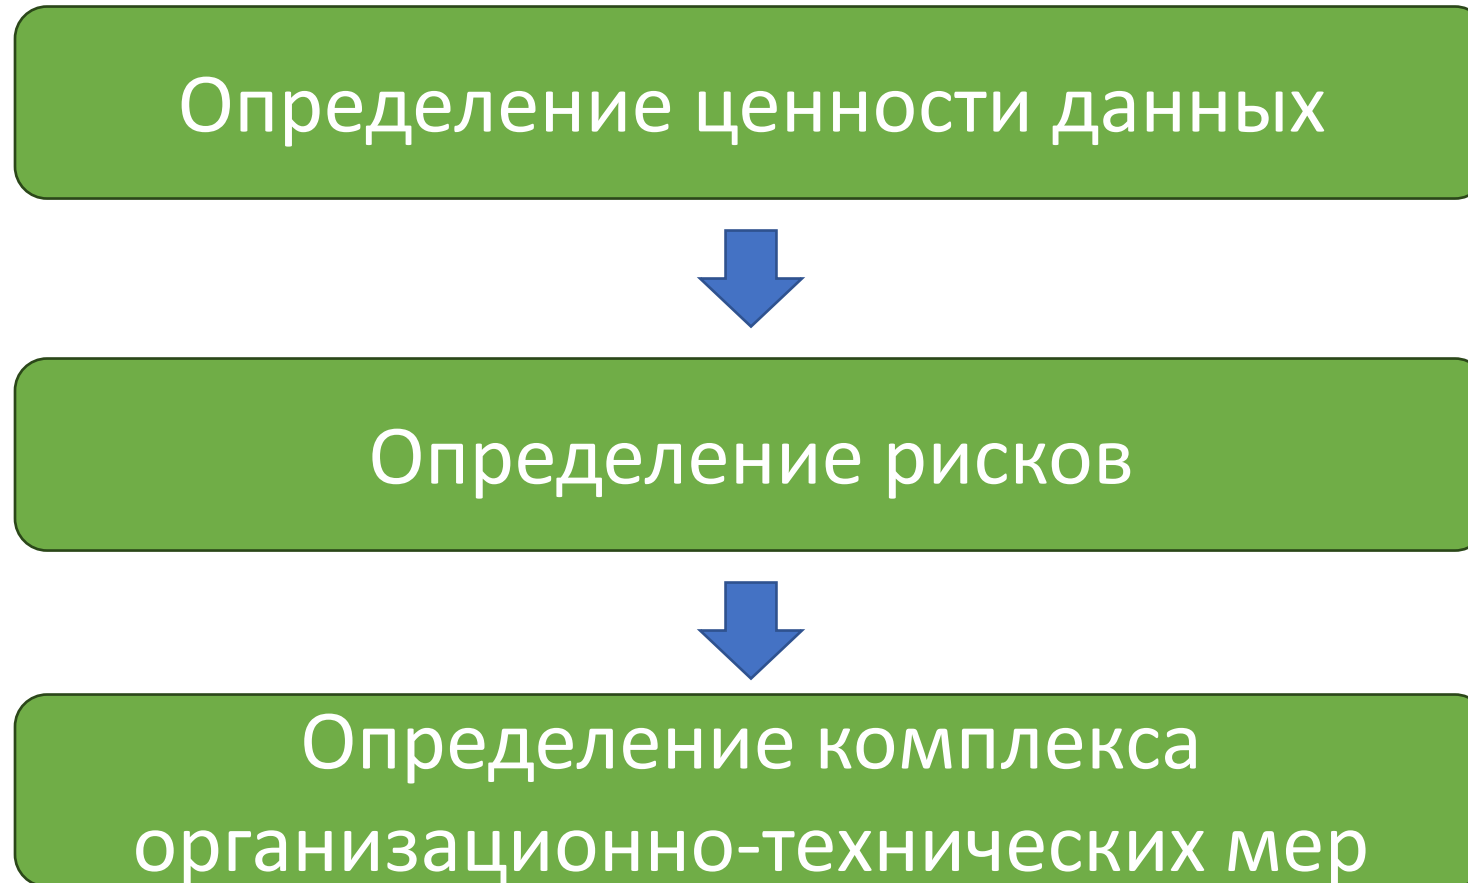 Определение ценности данных
Определение рисков
Определение комплекса
организационно-технических мер